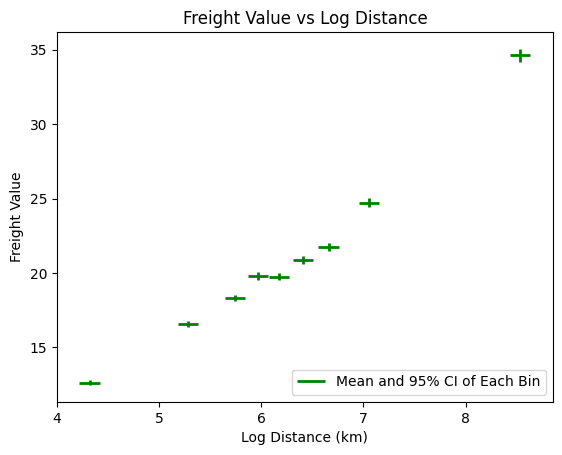 Freight Value vs Log Distance
35
30
25
20
15
Freight Value
4 5 6 7 8
Log Distance (km)
Mean and 95% CI of Each Bin